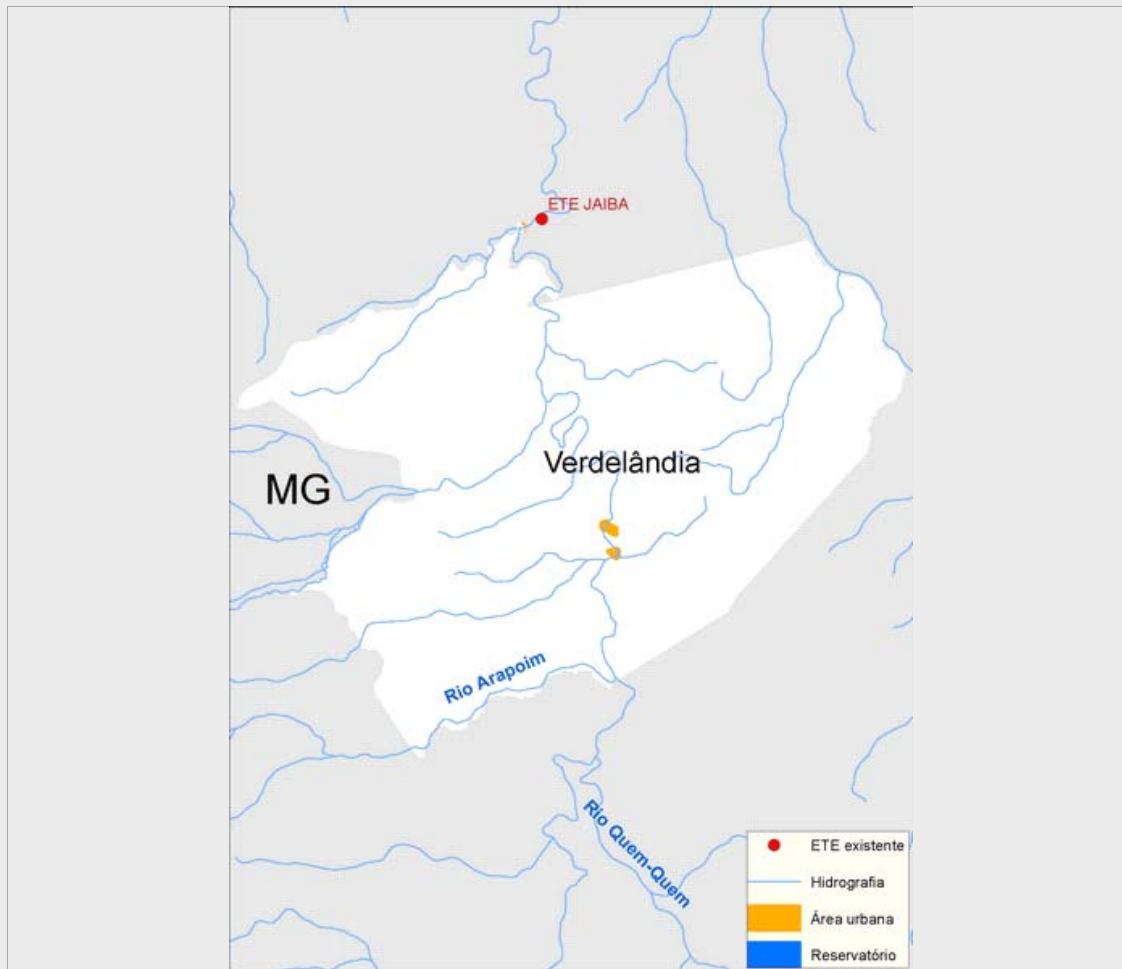 ETE JAIBA
Verdelândia
MG
Rio Arapoim
Rio Quem-Quem
ETE existente
Hidrografia
Área urbana
Reservatório